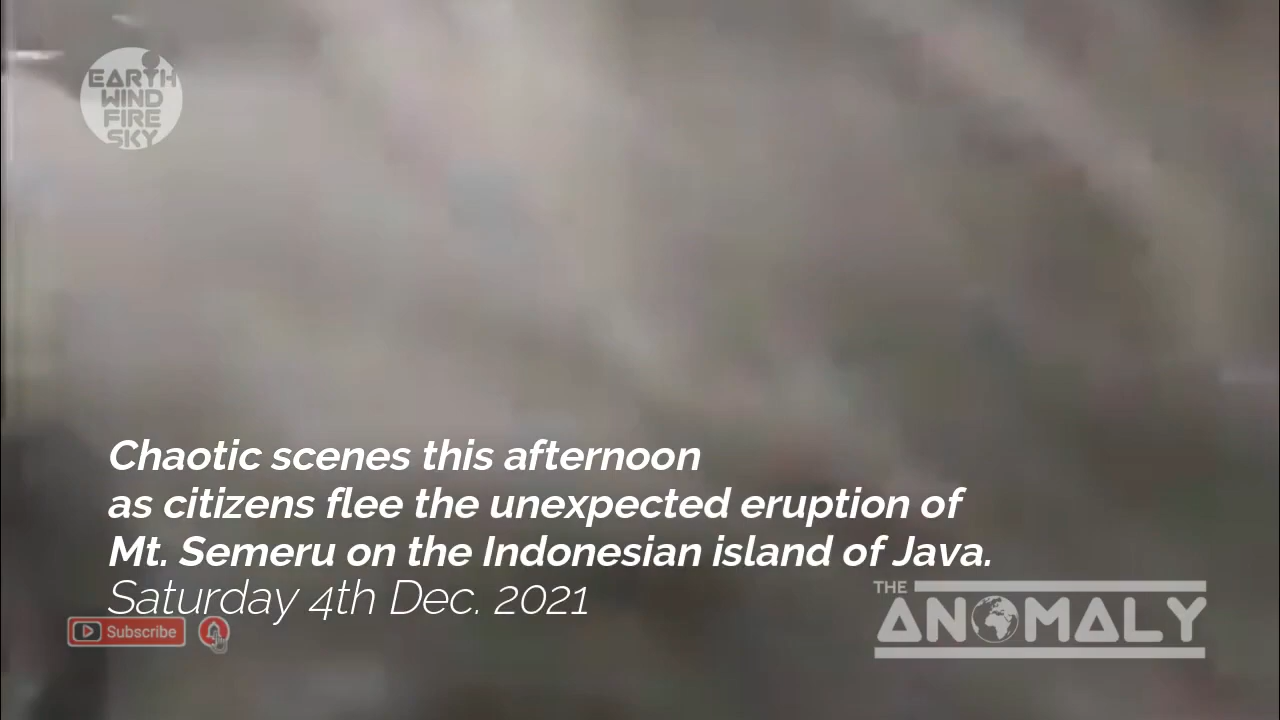 EARTH
WIND
FIRE
SKY
Chaotic scenes this afternoon
as citizens flee the unexpected eruption of
Mt. Semeru on the Indonesian island of Java.
Saturday 4th Dec. 2021
Subscribe
THE
ANOMALY